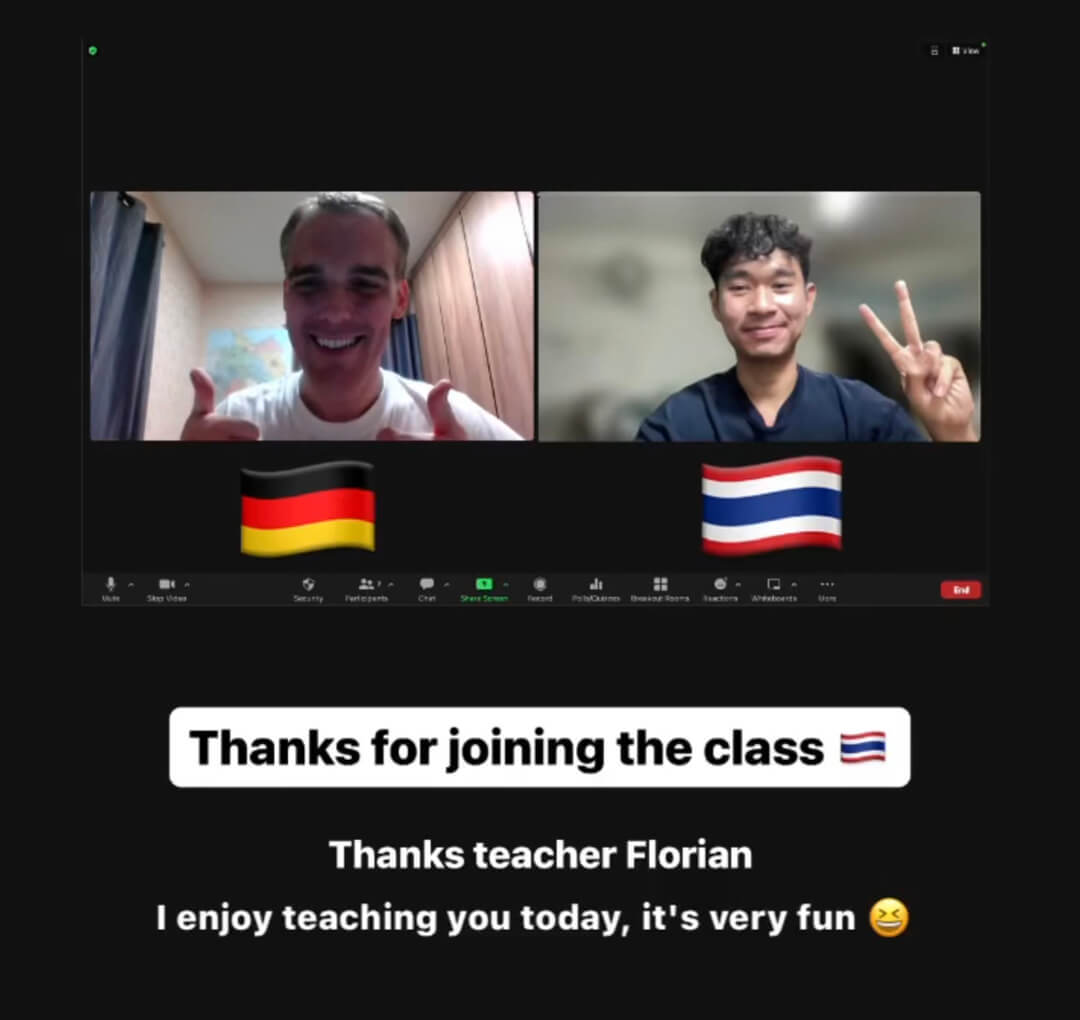 View
Mute
Stop Video
Security
Participants
Chat
Share Screen
Record
Polls/Quizzes
Breakout Rooms
Reactions
Whiteboards
More
End
Thanks for joining the class 🇹🇭
Thanks teacher Florian
I enjoy teaching you today, it's very fun 😆